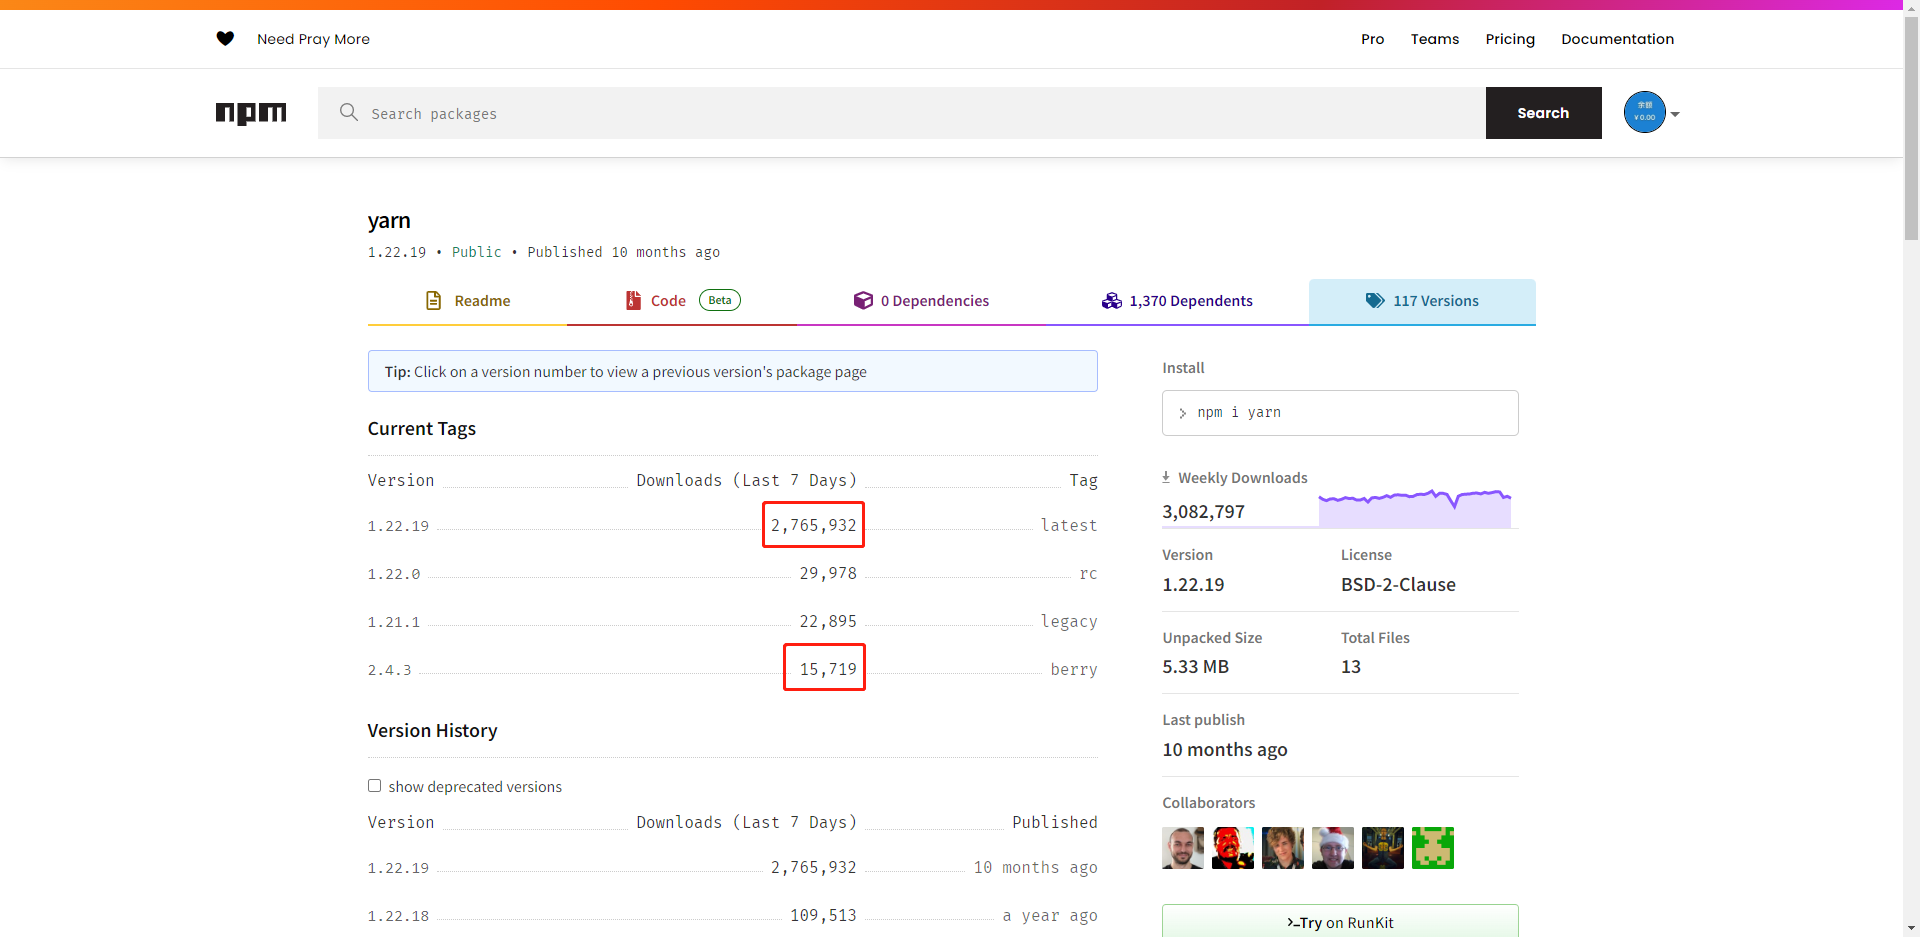 Need Pray More
Pro Teams Pricing Documentation
npm
Search packages
Search
余额
¥ 0.00
yarn
1.22.19 • Public • Published 10 months ago
Readme
Code Beta
0 Dependencies
1,370 Dependents
117 Versions
Tip: Click on a version number to view a previous version's package page
Current Tags
Version Downloads (Last 7 Days) Tag
1.22.19 2,765,932 latest
1.22.0 29,978 rc
1.21.1 22,895 legacy
2.4.3 15,719 berry
Version History
show deprecated versions
Version Downloads (Last 7 Days) Published
1.22.19 2,765,932 10 months ago
1.22.18 109,513 a year ago
Install
npm i yarn
Weekly Downloads
3,082,797
Version License
1.22.19 BSD-2-Clause
Unpacked Size Total Files
5.33 MB 13
Last publish
10 months ago
Collaborators
Try on RunKit